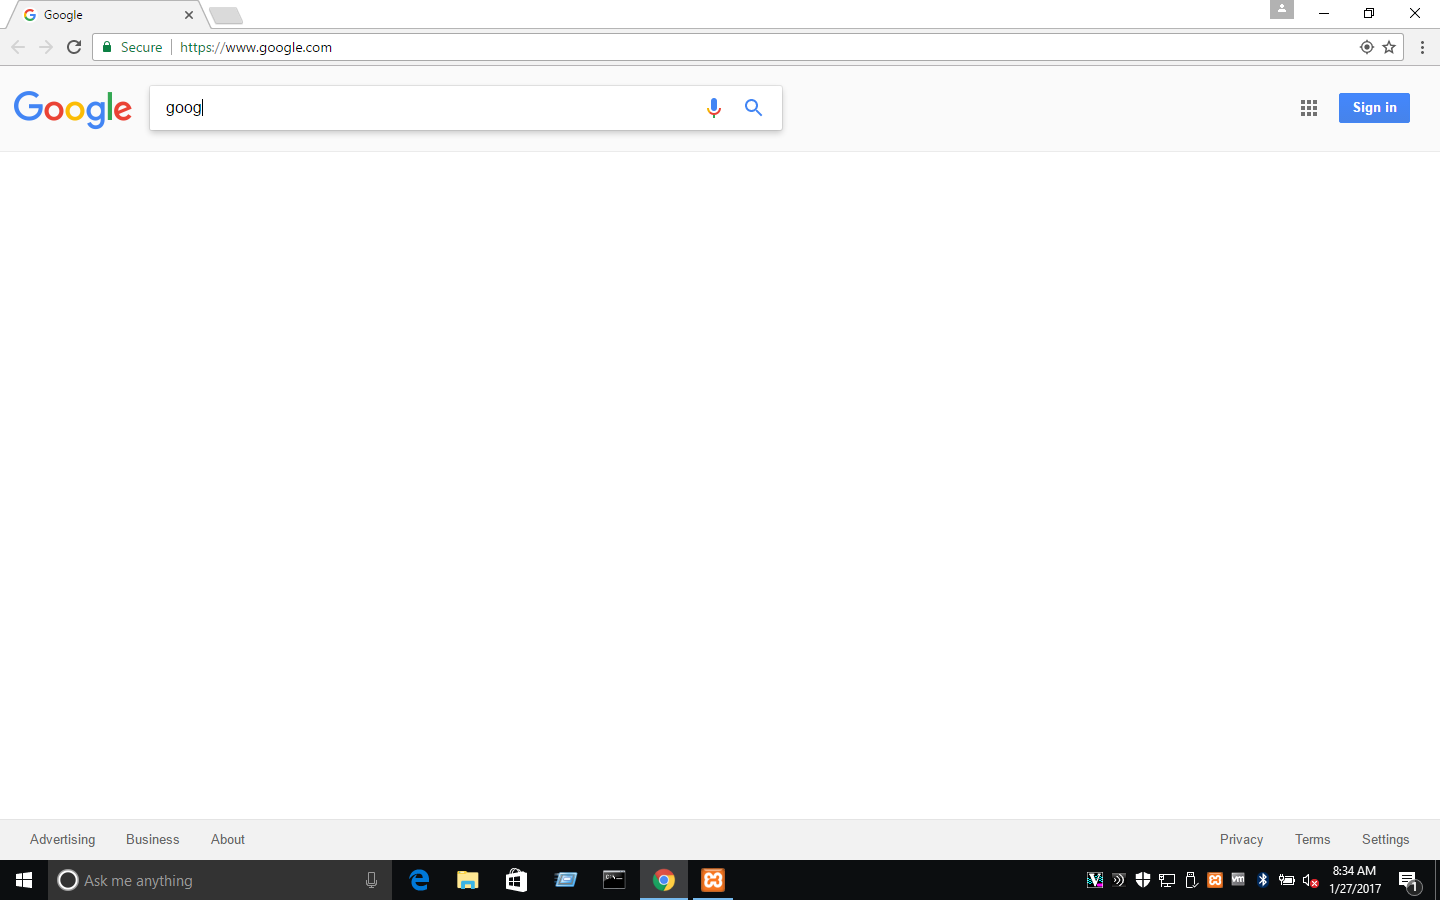 Google
Secure
https://www.google.com
Google
goog
Sign in
Advertising
Business
About
Privacy
Terms
Settings
Ask me anything
8:34 AM
1/27/2017
1